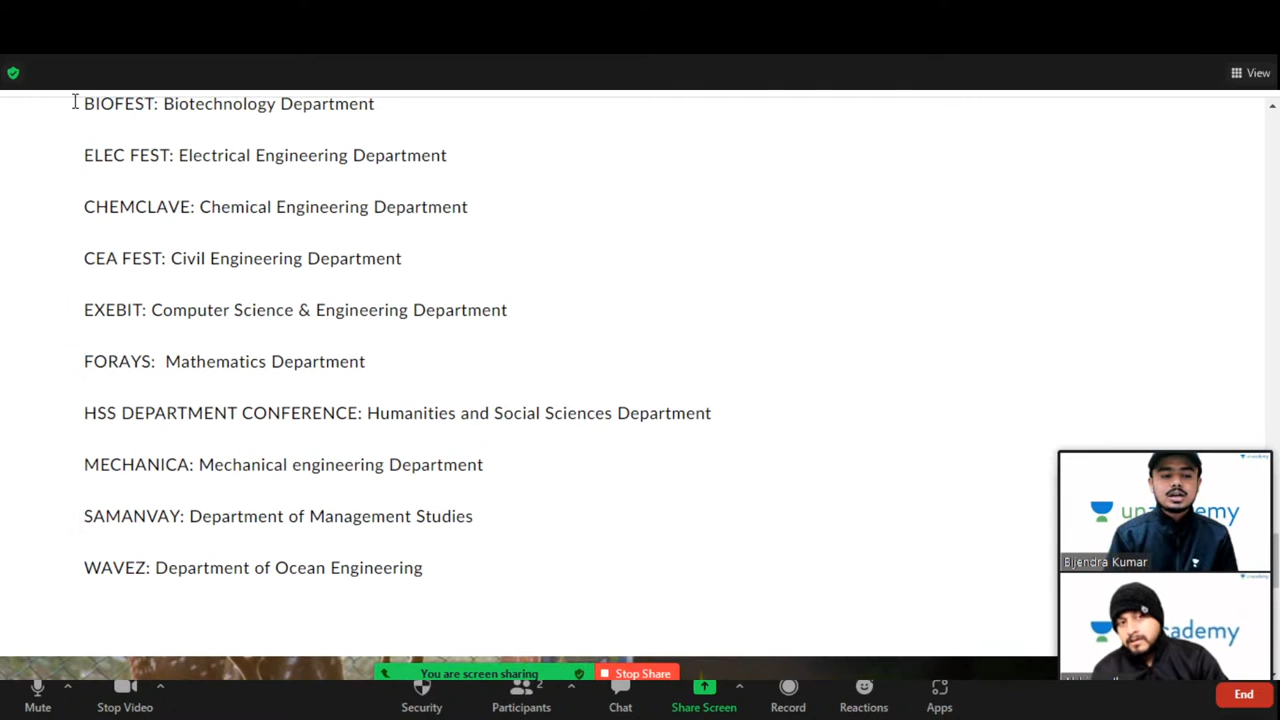 View
BIOFEST: Biotechnology Department
ELEC FEST: Electrical Engineering Department
CHEMCLAVE: Chemical Engineering Department
CEA FEST: Civil Engineering Department
EXEBIT: Computer Science & Engineering Department
FORAYS: Mathematics Department
HSS DEPARTMENT CONFERENCE: Humanities and Social Sciences Department
MECHANICA: Mechanical engineering Department
SAMANVAY: Department of Management Studies
WAVEZ: Department of Ocean Engineering
unacademy
Bijendra Kumar
academy
You are screen sharing
Stop Share
Mute
Stop Video
Security
2
Participants
Chat
Share Screen
Record
Reactions
Apps
End